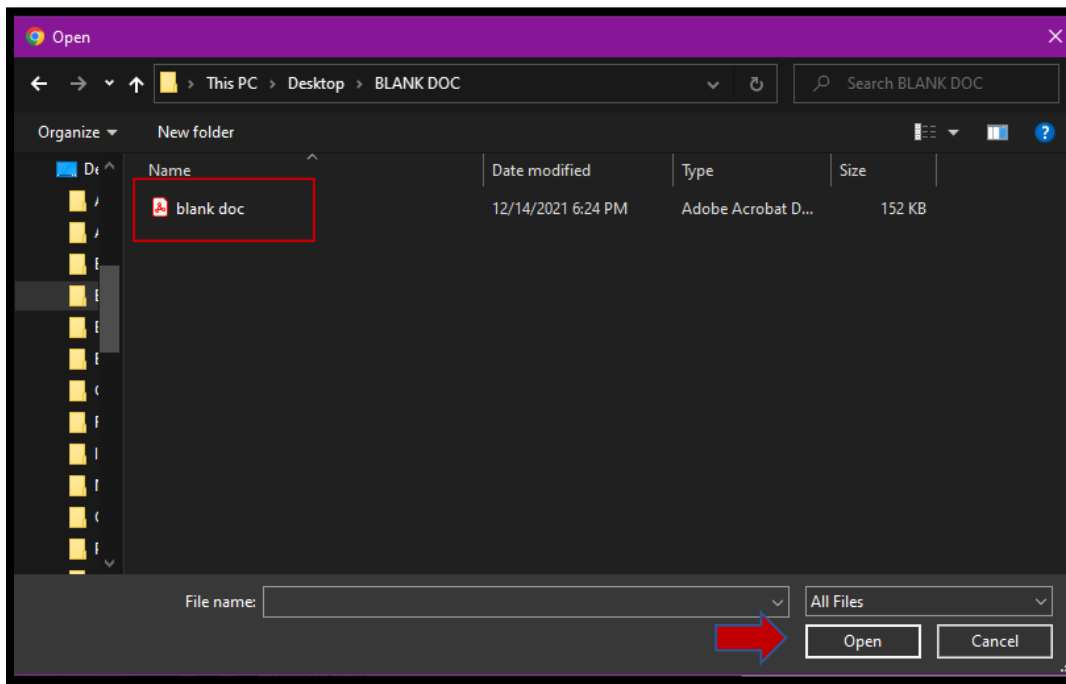 Open
This PC > Desktop > BLANK DOC
Search BLANK DOC
Organize
New folder
Name
Date modified
Type
Size
blank doc
12/14/2021 6:24 PM
Adobe Acrobat D...
152 KB
File name:
All Files
Open
Cancel